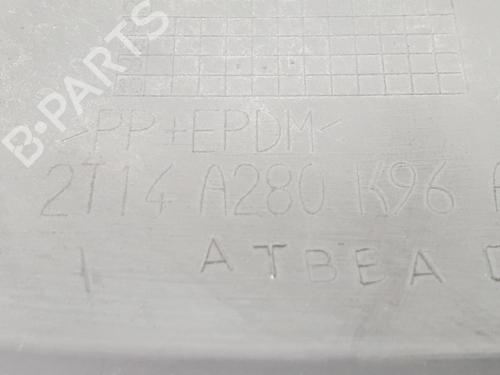 B-PARTS
>PP+EPDM<
2T14 A280 K96 A
1 ATBEA D